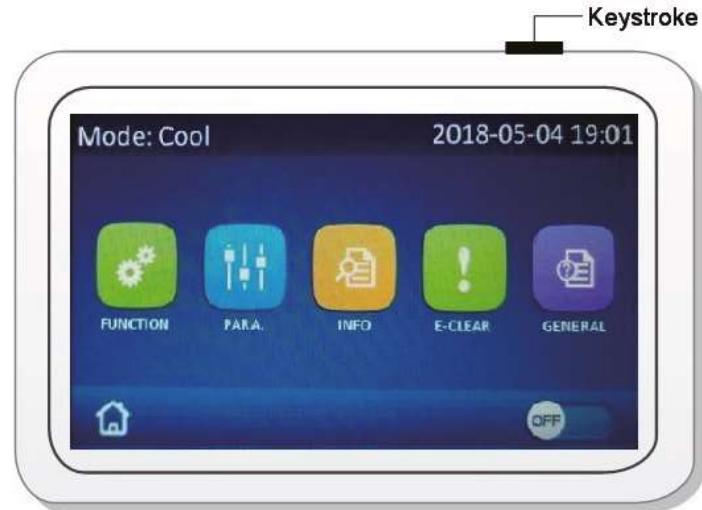 Keystroke
Mode: Cool 2018-05-04 19:01
FUNCTION PARA. INFO E-CLEAR GENERAL
OFF